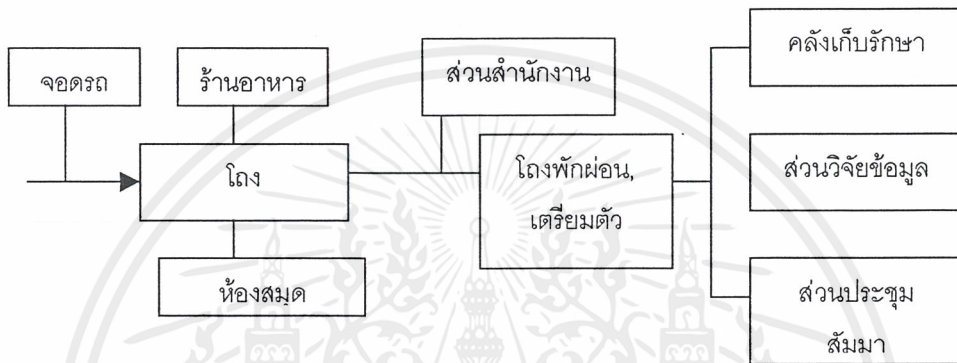 จอดรถ
ร้านอาหาร
ส่วนสำนักงาน
คลังเก็บรักษา
โถง
โถงพักผ่อน,
เตรียมตัว
ส่วนวิจัยข้อมูล
ห้องสมุด
ส่วนประชุม
สัมมา